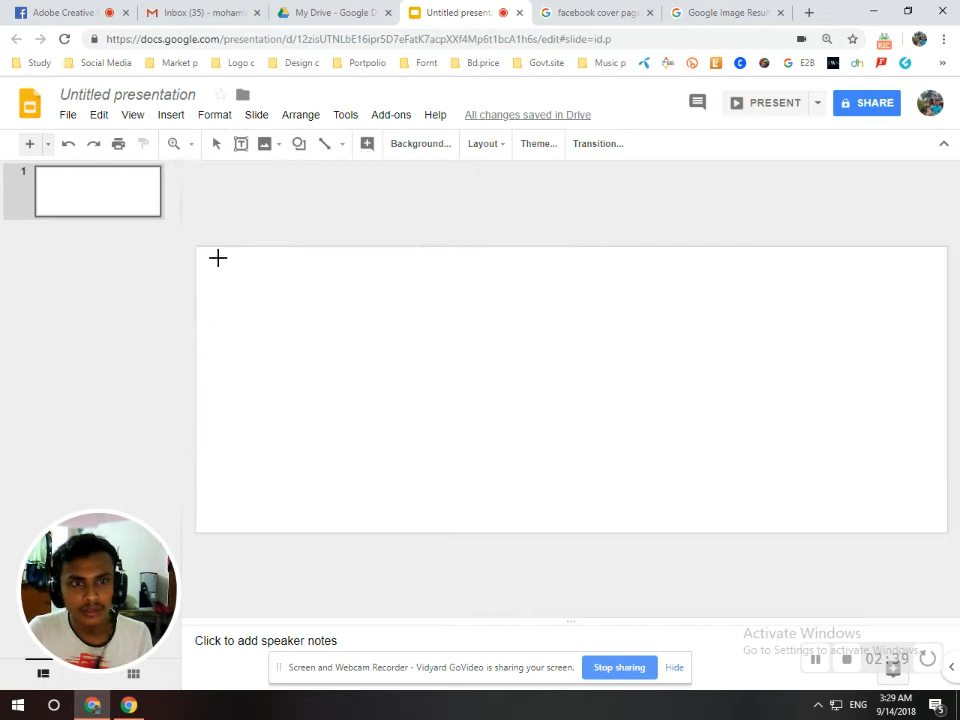 Adobe Creative
Inbox (35) - mohami
My Drive - Google D
Untitled present
facebook cover page
Google Image Resul
https://docs.google.com/presentation/d/12zisUTNLbE16ipr5D7eFatK7acpXXf4Mp6t1bcA1h6s/edit#slide=id.p
REC
Study
Social Media
Market p
Logo c
Design c
Portpolio
Fornt
Bd.price
Govt.site
Music p
E2B
dh
Untitled presentation
PRESENT
SHARE
File Edit View Insert Format Slide Arrange Tools Add-ons Help All changes saved in Drive
Background... Layout Theme... Transition...
1
Click to add speaker notes
Activate Windows
Go to Settings to activate Windows.
02:39
Screen and Webcam Recorder - Vidyard GoVideo is sharing your screen. Stop sharing Hide
ENG
3:29 AM
9/14/2018
5